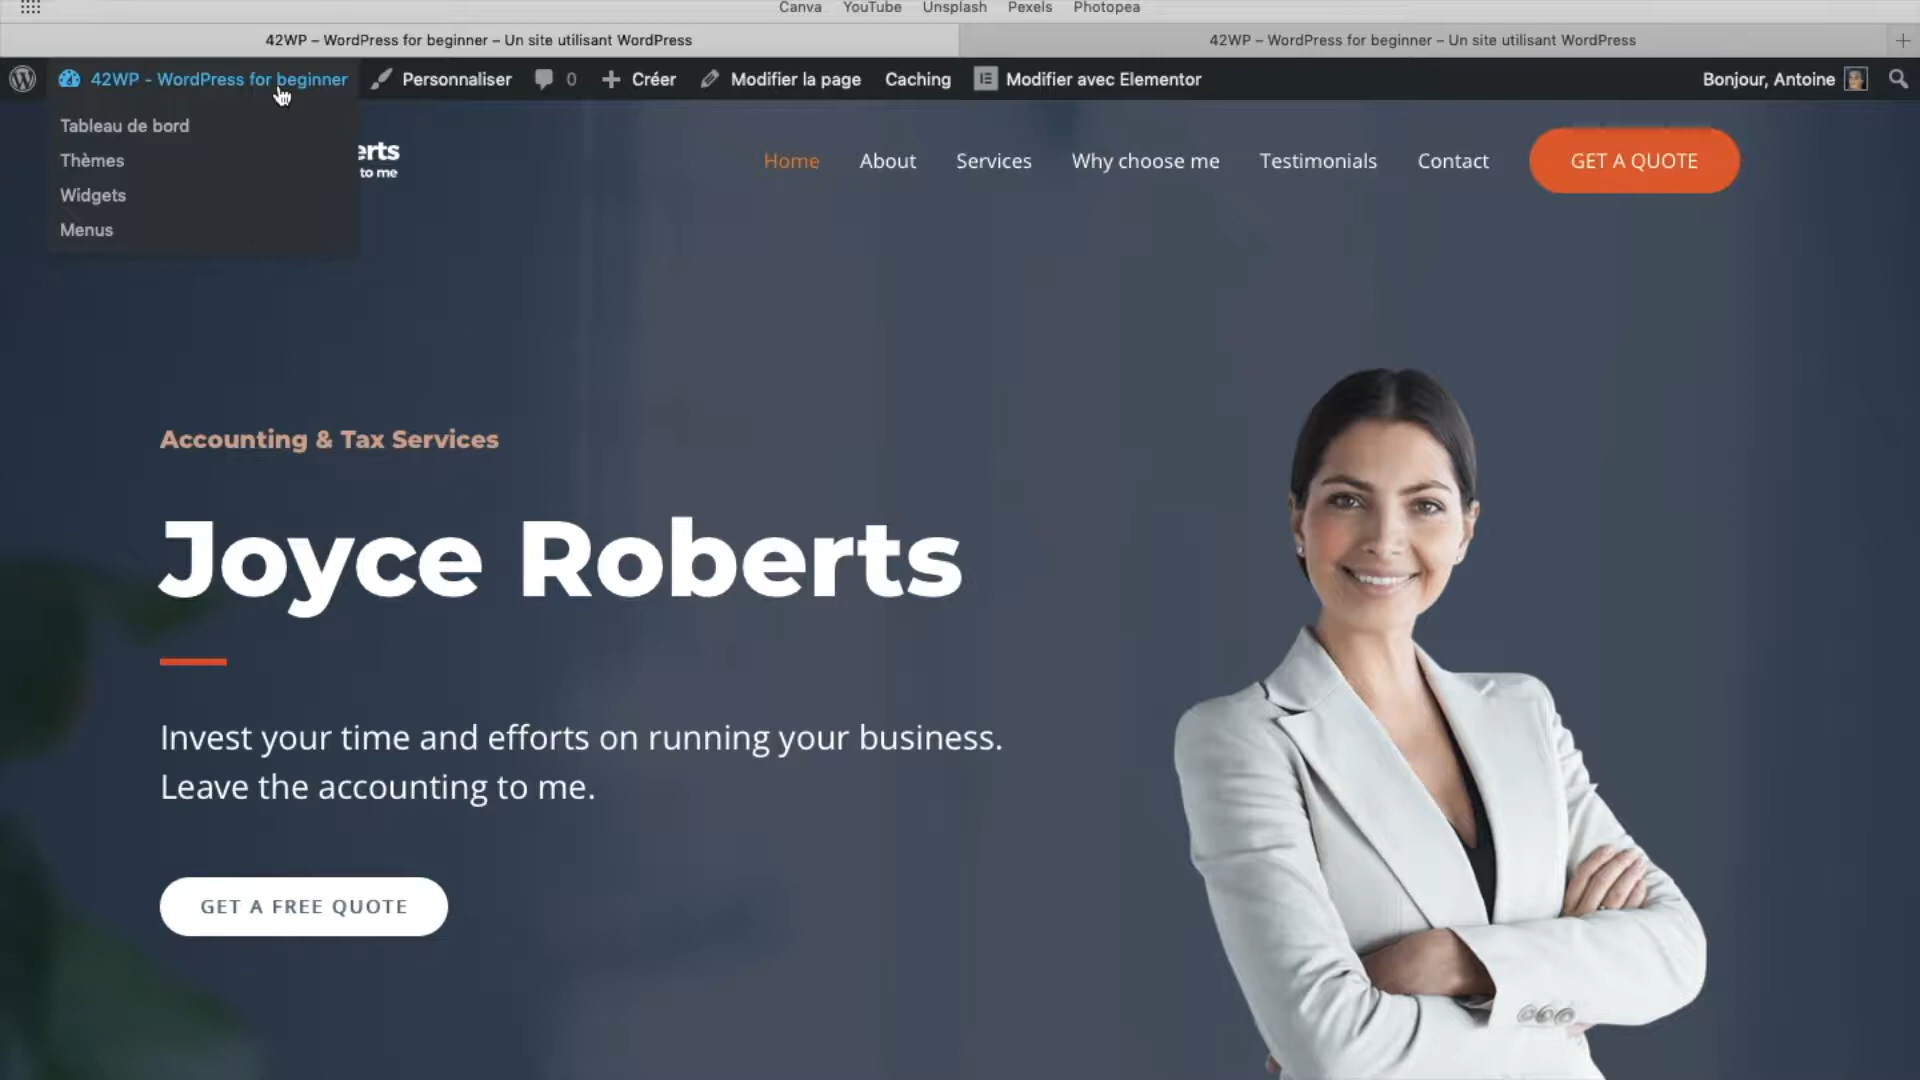 Canva YouTube Unsplash Pexels Photopea
42WP – WordPress for beginner – Un site utilisant WordPress
42WP – WordPress for beginner – Un site utilisant WordPress
42WP - WordPress for beginner Personnaliser 0 Créer Modifier la page Caching Modifier avec Elementor Bonjour, Antoine
Tableau de bord
Thèmes
Widgets
Menus
erts
to me
Home About Services Why choose me Testimonials Contact GET A QUOTE
Accounting & Tax Services
Joyce Roberts
Invest your time and efforts on running your business.
Leave the accounting to me.
GET A FREE QUOTE